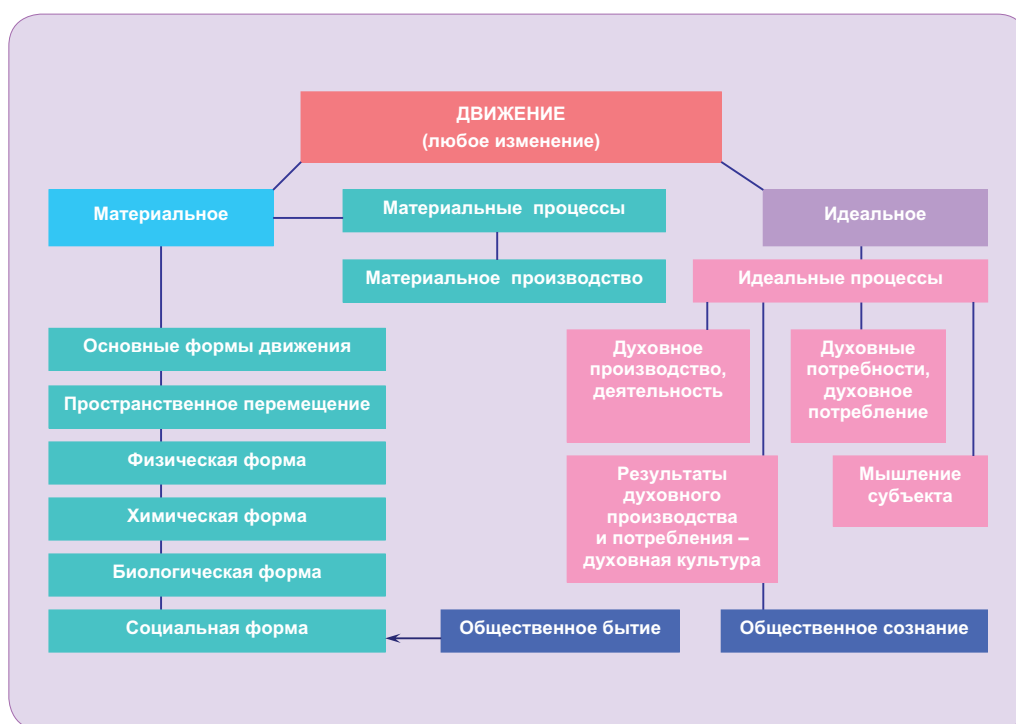 ДВИЖЕНИЕ
(любое изменение)
Материальное
Материальные процессы
Идеальное
Материальное производство
Идеальные процессы
Основные формы движения
Пространственное перемещение
Физическая форма
Химическая форма
Биологическая форма
Социальная форма
Духовное
производство,
деятельность
Духовные
потребности,
духовное
потребление
Результаты
духовного
производства
и потребления –
духовная культура
Мышление
субъекта
Общественное бытие
Общественное сознание